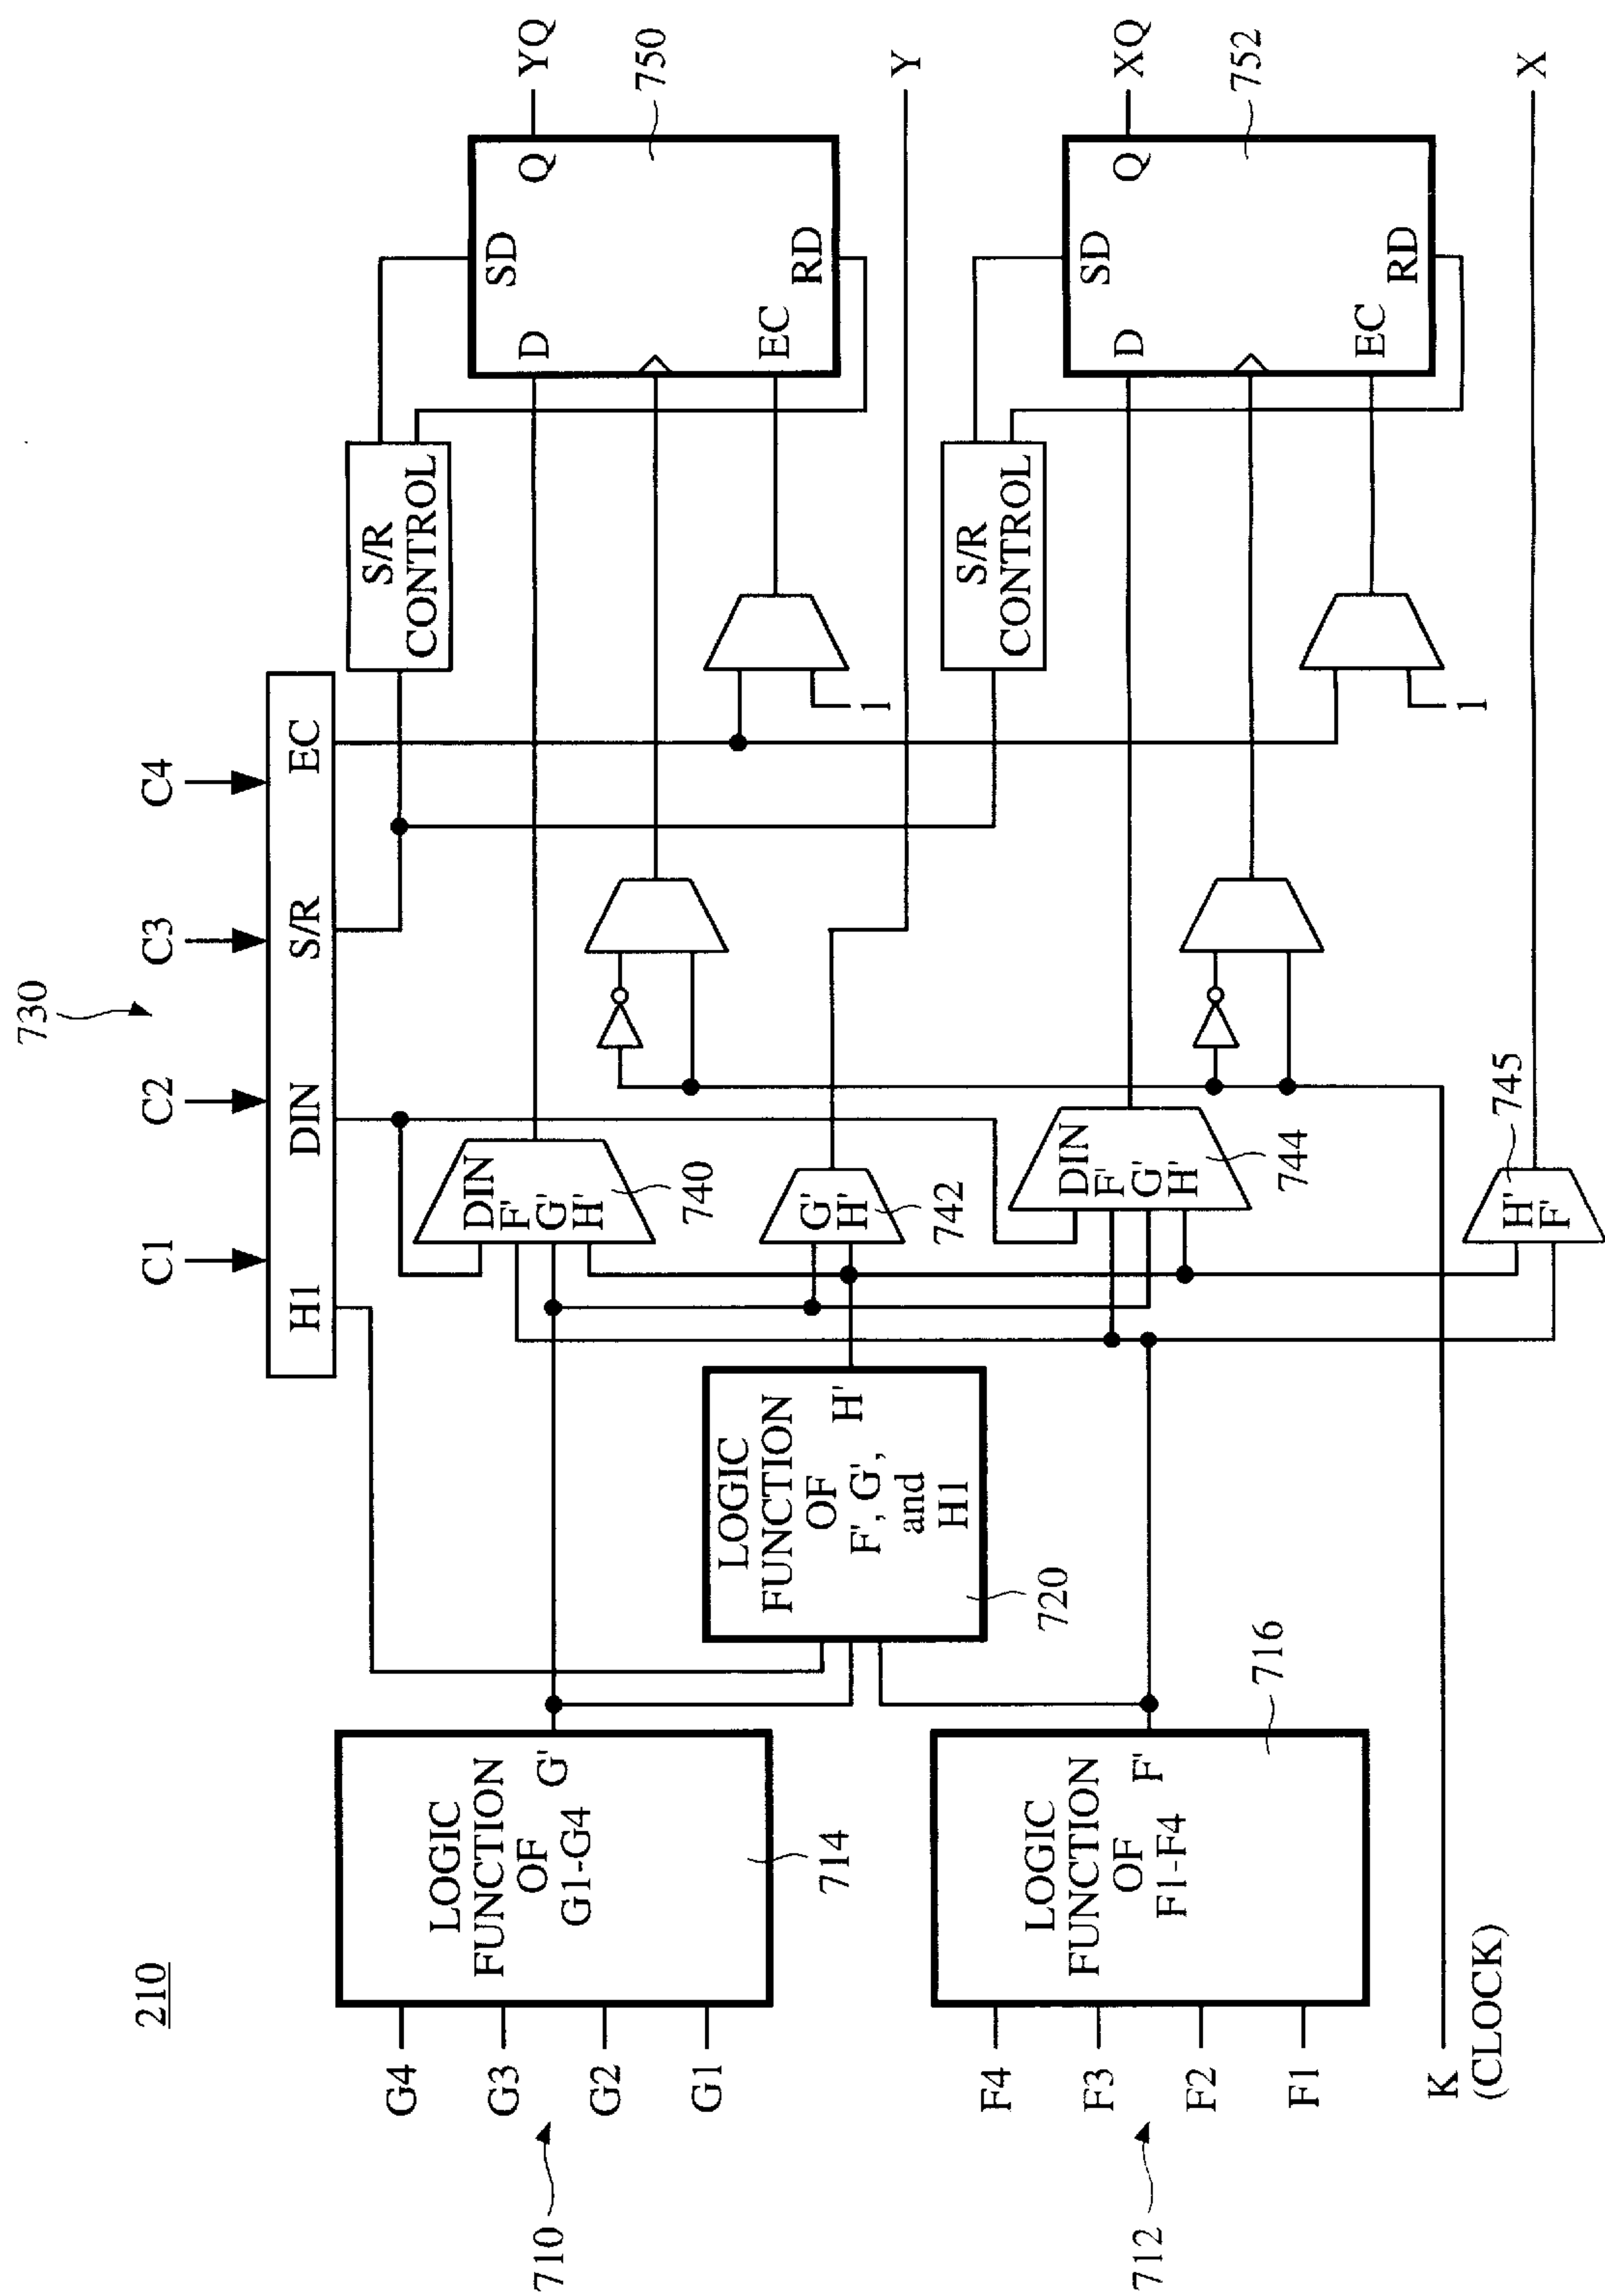 210
730
C1
C2
C3
C4
H1
DIN
S/R
EC
G4
G3
G2
G1
710
LOGIC
FUNCTION
OF
G1-G4
G'
714
F4
F3
F2
F1
712
LOGIC
FUNCTION
OF
F1-F4
F'
716
K
(CLOCK)
LOGIC
FUNCTION
OF
F', G',
and
H1
H'
720
DIN
F'
G'
H'
740
G'
H'
742
DIN
F'
G'
H'
744
H'
F'
745
S/R
CONTROL
1
S/R
CONTROL
1
SD
D
Q
EC
RD
750
YQ
Y
SD
D
Q
EC
RD
752
XQ
X